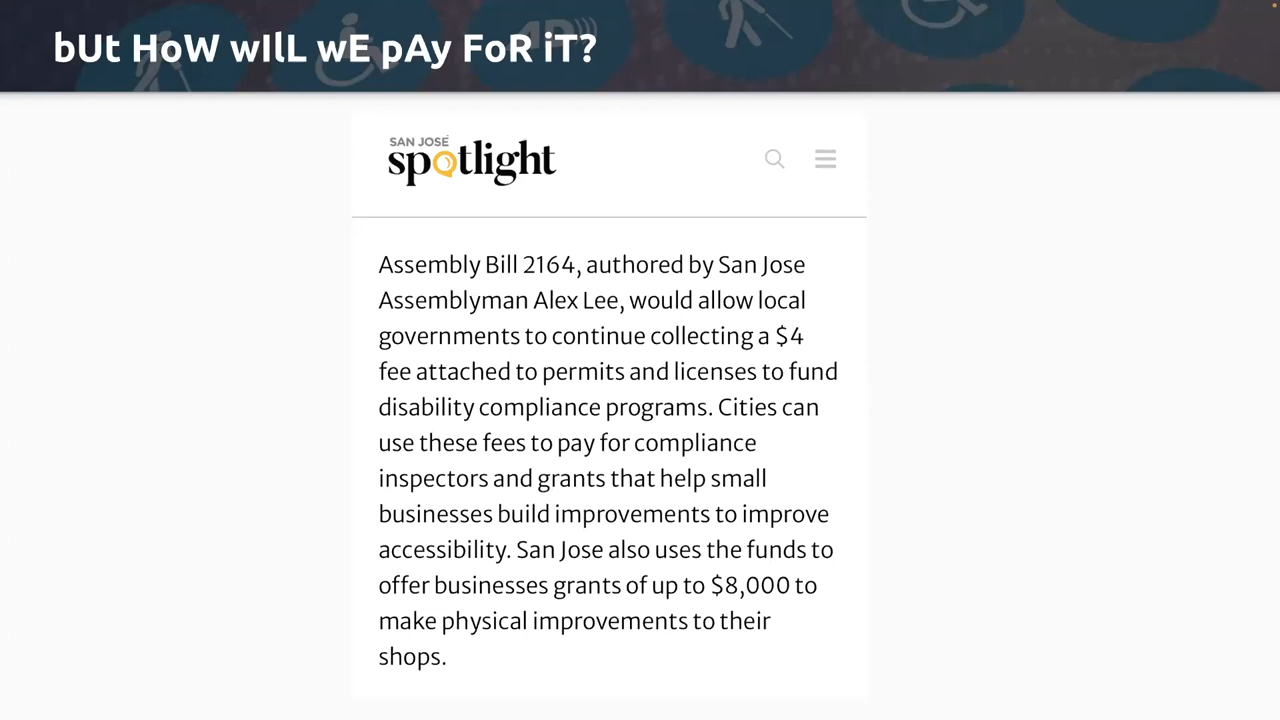 bUt HoW wIlL wE pAy FoR iT?
SAN JOSÉ
spotlight
Assembly Bill 2164, authored by San Jose
Assemblyman Alex Lee, would allow local
governments to continue collecting a $4
fee attached to permits and licenses to fund
disability compliance programs. Cities can
use these fees to pay for compliance
inspectors and grants that help small
businesses build improvements to improve
accessibility. San Jose also uses the funds to
offer businesses grants of up to $8,000 to
make physical improvements to their
shops.